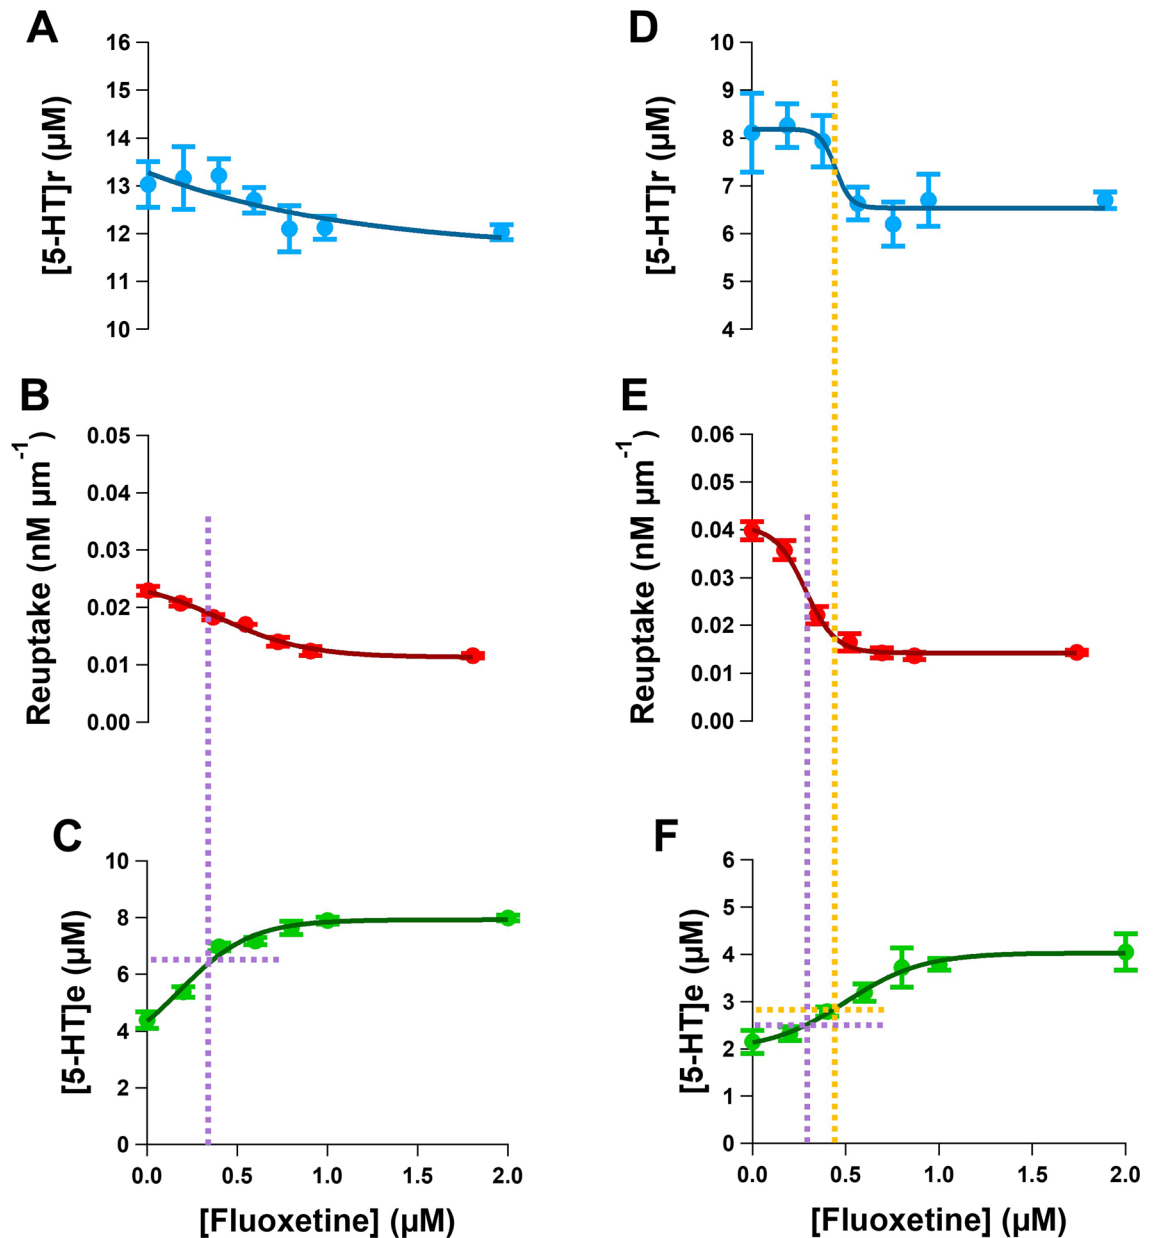 A
[5-HT]r (µM)
16
15
14
13
12
11
10
B
Reuptake (nM µm⁻¹)
0.05
0.04
0.03
0.02
0.01
0.00
C
[5-HT]e (µM)
10
8
6
4
2
0
0.0 0.5 1.0 2.0
[Fluoxetine] (µM)
D
[5-HT]r (µM)
10
9
8
7
6
5
4
E
Reuptake (nM µm⁻¹)
0.06
0.05
0.04
0.03
0.02
0.01
0.00
F
[5-HT]e (µM)
6
5
4
3
2
1
0
0.0 0.5 1.0 1.5 2.0
[Fluoxetine] (µM)